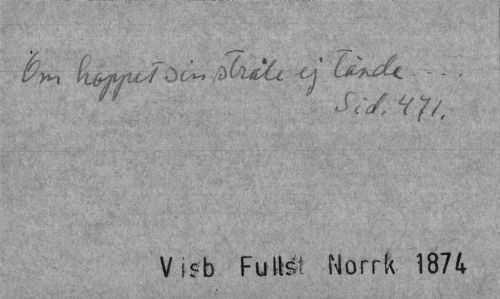 Om hoppet sin stråle ej tände....
Sid. 471.
Visb Fullst Norrk 1874